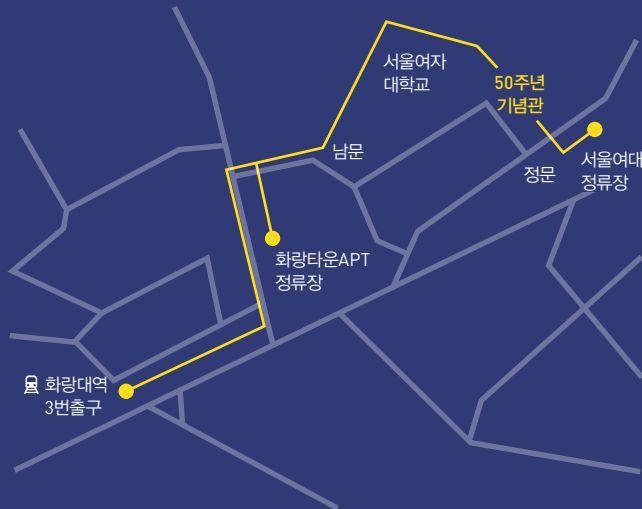 서울여자
대학교
50주년
기념관
남문
정문
서울여대
정류장
화랑타운APT
정류장
화랑대역
3번출구